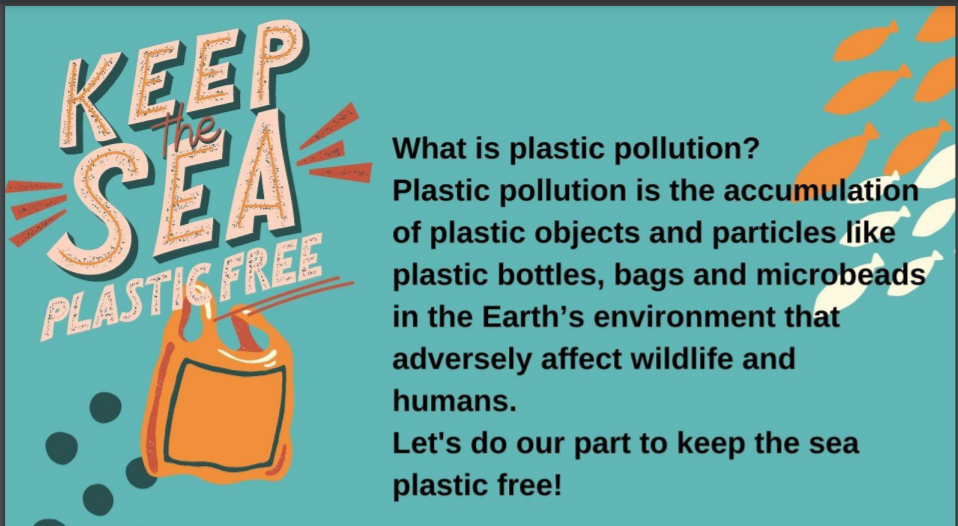 KEEP
the
SEA
PLASTIC FREE
What is plastic pollution?
Plastic pollution is the accumulation
of plastic objects and particles like
plastic bottles, bags and microbeads
in the Earth’s environment that
adversely affect wildlife and
humans.
Let's do our part to keep the sea
plastic free!